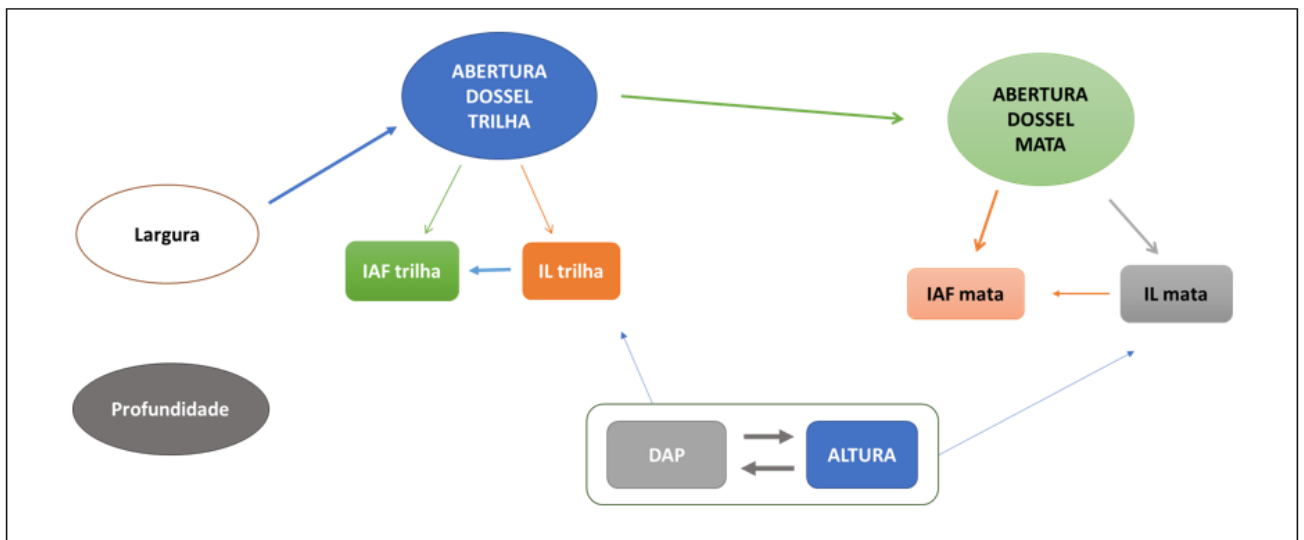 ABERTURA
DOSSEL
TRILHA
ABERTURA
DOSSEL
MATA
Largura
IAF trilha
IL trilha
IAF mata
IL mata
Profundidade
DAP
ALTURA